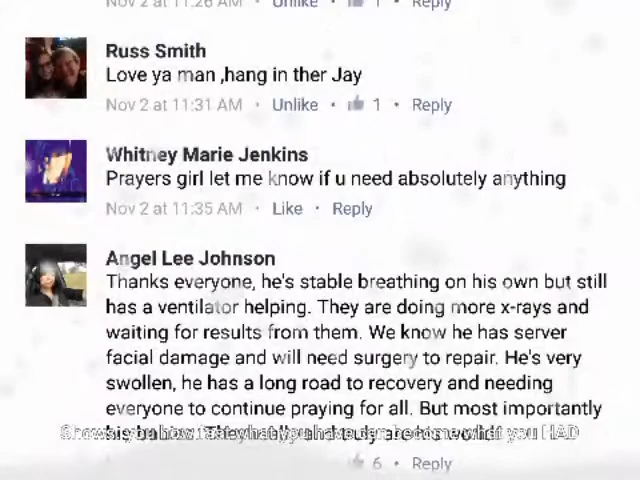 Nov 2 at 11:26 AM • Unlike • 1 • Reply
Russ Smith
Love ya man ,hang in ther Jay
Nov 2 at 11:31 AM • Unlike • 1 • Reply
Whitney Marie Jenkins
Prayers girl let me know if u need absolutely anything
Nov 2 at 11:35 AM • Like • Reply
Angel Lee Johnson
Thanks everyone, he's stable breathing on his own but still
has a ventilator helping. They are doing more x-rays and
waiting for results from them. We know he has server
facial damage and will need surgery to repair. He's very
swollen, he has a long road to recovery and needing
everyone to continue praying for all. But most importantly
his babies. They
you HAD
6 • Reply